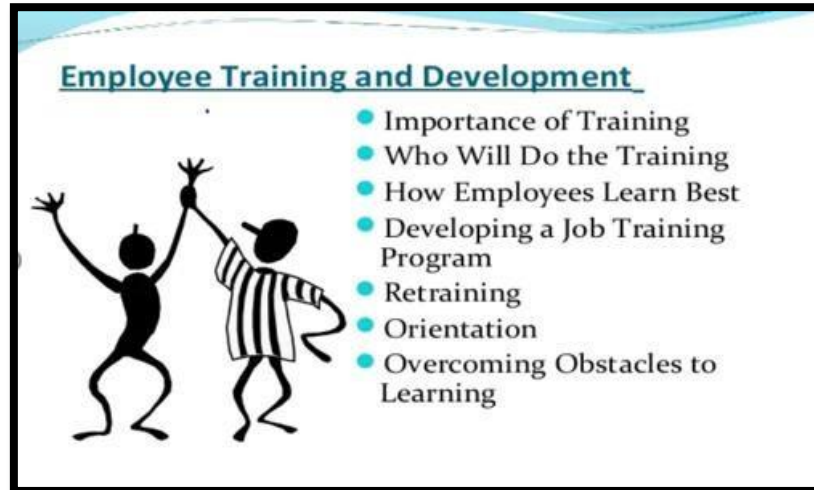 Employee Training and Development
Importance of Training
Who Will Do the Training
How Employees Learn Best
Developing a Job Training
Program
Retraining
Orientation
Overcoming Obstacles to
Learning